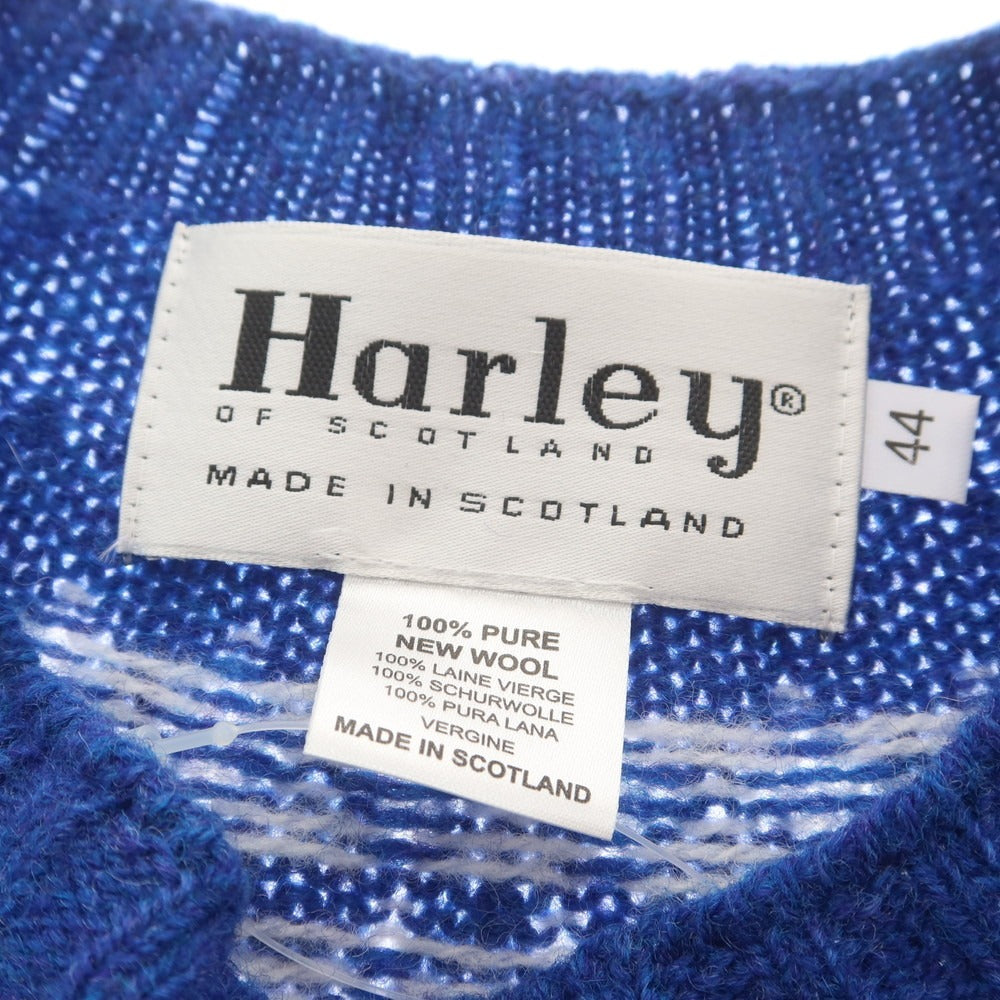 Harley®
OF SCOTLAND
MADE IN SCOTLAND
44
100% PURE
NEW WOOL
100% LAINE VIERGE
100% SCHURWOLLE
100% PURA LANA
VERGINE
MADE IN SCOTLAND